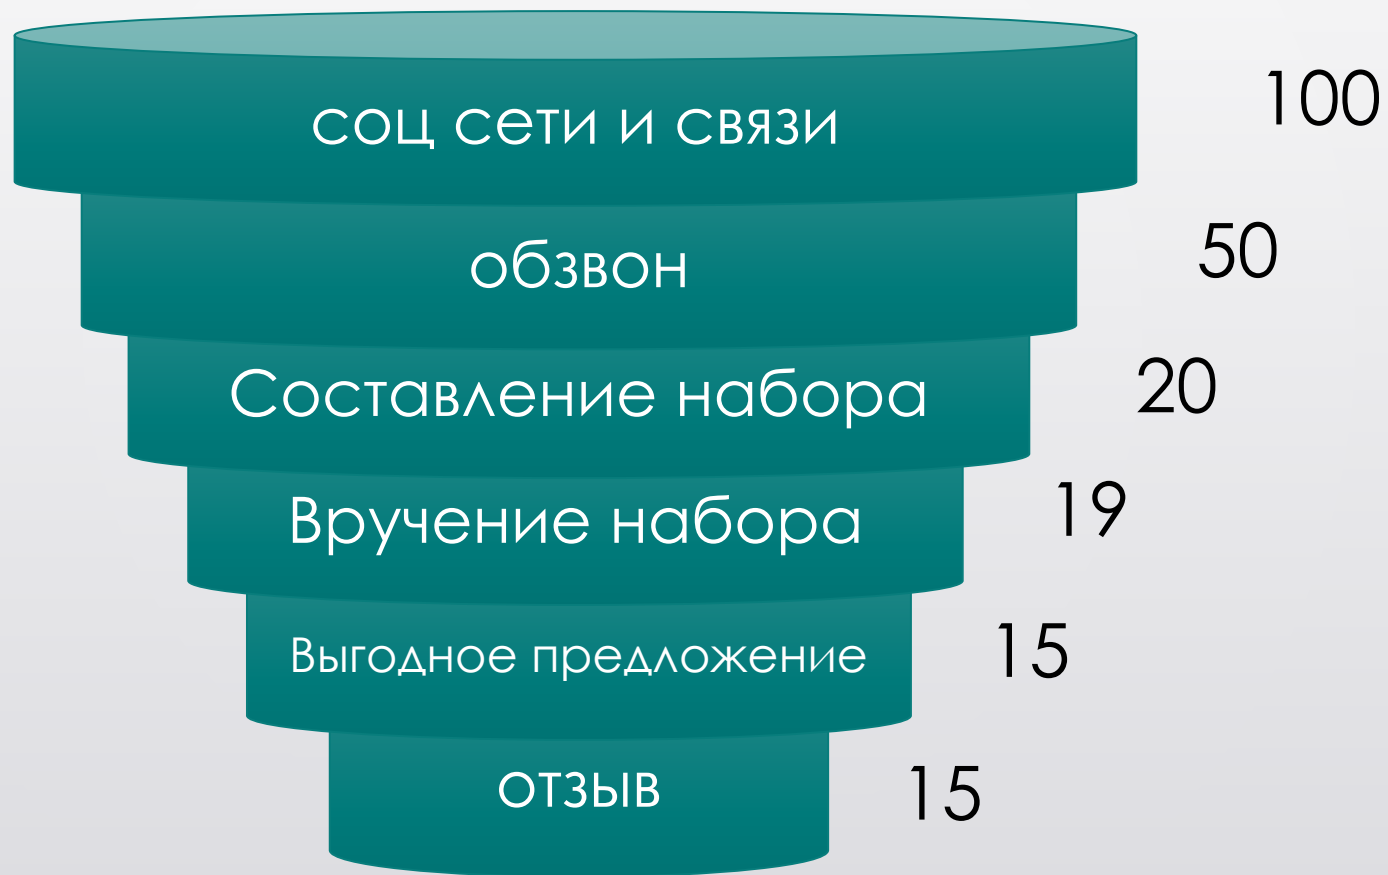 соц сети и связи 100
обзвон 50
Составление набора 20
Вручение набора 19
Выгодное предложение 15
отзыв 15